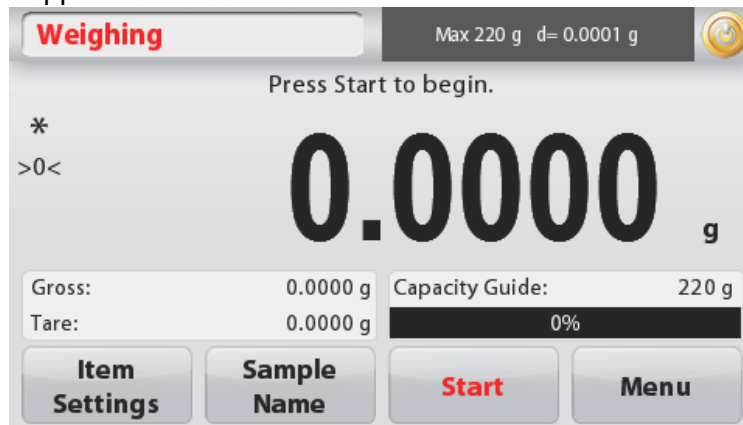 Weighing
Max 220 g d= 0.0001 g
Press Start to begin.
*
>0<
0.0000 g
Gross: 0.0000 g
Tare: 0.0000 g
Capacity Guide: 220 g
0%
Item
Settings
Sample
Name
Start
Menu